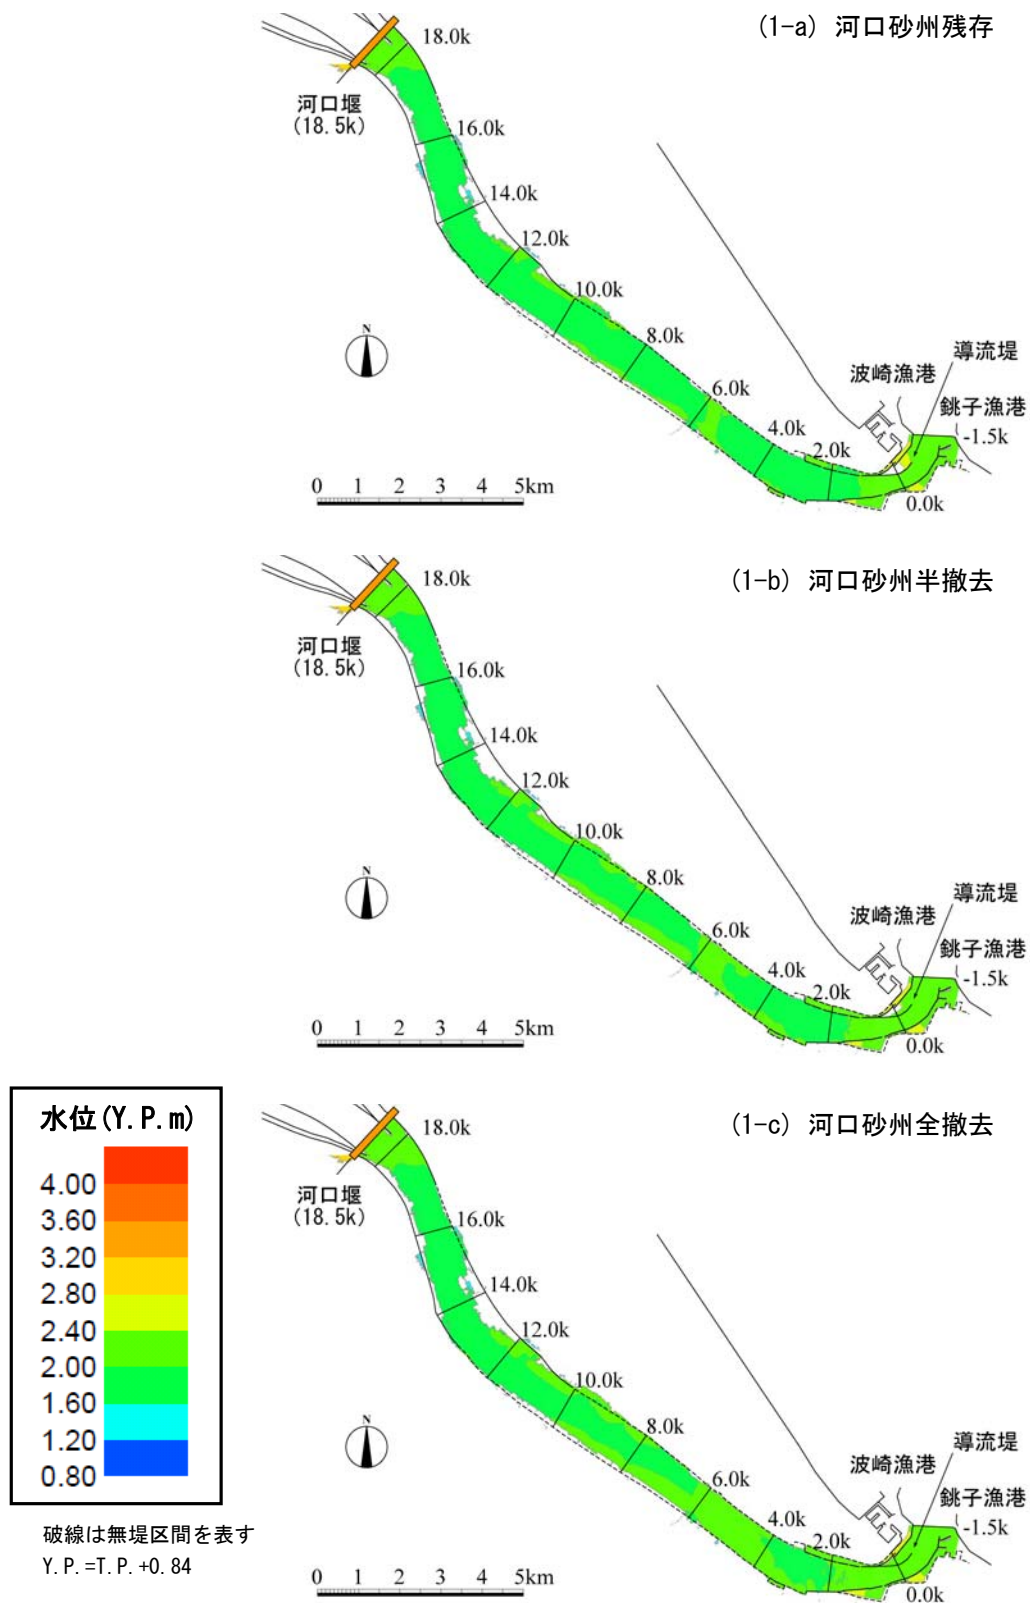 (1-a) 河口砂州残存
18.0k
河口堰
(18.5k)
16.0k
14.0k
12.0k
10.0k
8.0k
6.0k
4.0k
2.0k
0.0k
-1.5k
導流堤
波崎漁港
銚子漁港
N
0 1 2 3 4 5km
(1-b) 河口砂州半撤去
18.0k
河口堰
(18.5k)
16.0k
14.0k
12.0k
10.0k
8.0k
6.0k
4.0k
2.0k
0.0k
-1.5k
導流堤
波崎漁港
銚子漁港
N
0 1 2 3 4 5km
(1-c) 河口砂州全撤去
18.0k
河口堰
(18.5k)
16.0k
14.0k
12.0k
10.0k
8.0k
6.0k
4.0k
2.0k
0.0k
-1.5k
導流堤
波崎漁港
銚子漁港
N
0 1 2 3 4 5km
水位(Y.P.m)
4.00
3.60
3.20
2.80
2.40
2.00
1.60
1.20
0.80
破線は無堤区間を表す
Y.P.=T.P.+0.84